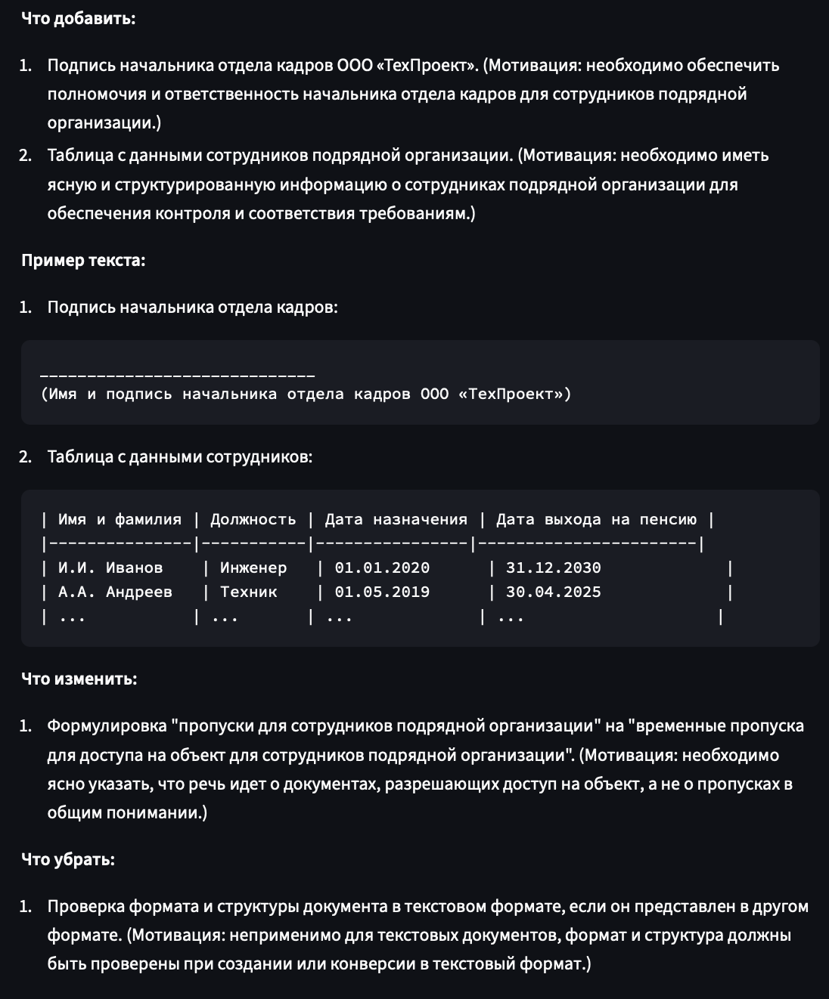 Что добавить:
1. Подпись начальника отдела кадров ООО «ТехПроект». (Мотивация: необходимо обеспечить
полномочия и ответственность начальника отдела кадров для сотрудников подрядной
организации.)
2. Таблица с данными сотрудников подрядной организации. (Мотивация: необходимо иметь
ясную и структурированную информацию о сотрудниках подрядной организации для
обеспечения контроля и соответствия требованиям.)
Пример текста:
1. Подпись начальника отдела кадров:
_____________________________
(Имя и подпись начальника отдела кадров ООО «ТехПроект»)
2. Таблица с данными сотрудников:
| Имя и фамилия | Должность | Дата назначения | Дата выхода на пенсию |
|---------------|-----------|----------------|-----------------------|
| И.И. Иванов    | Инженер   | 01.01.2020      | 31.12.2030             |
| А.А. Андреев   | Техник    | 01.05.2019      | 30.04.2025             |
| ...           | ...       | ...             | ...                    |
Что изменить:
1. Формулировка "пропуски для сотрудников подрядной организации" на "временные пропуска
для доступа на объект для сотрудников подрядной организации". (Мотивация: необходимо
ясно указать, что речь идет о документах, разрешающих доступ на объект, а не о пропусках в
общим понимании.)
Что убрать:
1. Проверка формата и структуры документа в текстовом формате, если он представлен в другом
формате. (Мотивация: неприменимо для текстовых документов, формат и структура должны
быть проверены при создании или конверсии в текстовый формат.)